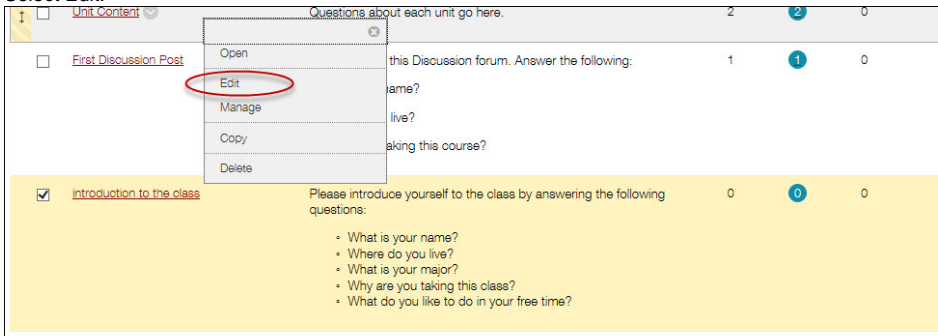 Select Edit.
Unit Content Questions about each unit go here. 2 2 0
Open
First Discussion Post this Discussion forum. Answer the following: 1 1 0
Edit
name?
Manage
live?
Copy
aking this course?
Delete
introduction to the class Please introduce yourself to the class by answering the following 0 0 0
questions:
• What is your name?
• Where do you live?
• What is your major?
• Why are you taking this class?
• What do you like to do in your free time?